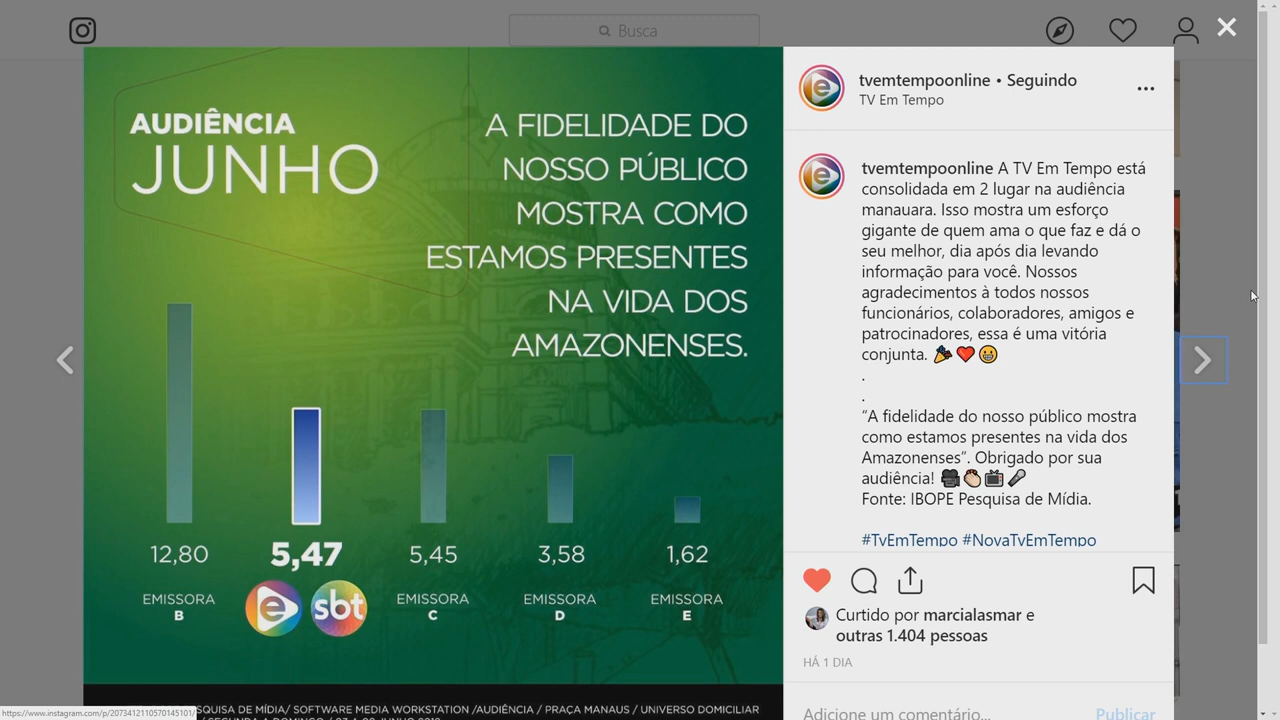 Busca
AUDIÊNCIA
JUNHO
A FIDELIDADE DO
NOSSO PÚBLICO
MOSTRA COMO
ESTAMOS PRESENTES
NA VIDA DOS
AMAZONENSES.
12,80
5,47
5,45
3,58
1,62
EMISSORA
B
e
sbt
EMISSORA
C
EMISSORA
D
EMISSORA
E
SQUISA DE MÍDIA/ SOFTWARE MEDIA WORKSTATION /AUDIÊNCIA / PRAÇA MANAUS / UNIVERSO DOMICILIAR
https://www.instagram.com/p/2073412110570145101/
tvemtempoonline • Seguindo
TV Em Tempo
tvemtempoonline A TV Em Tempo está
consolidada em 2 lugar na audiência
manauara. Isso mostra um esforço
gigante de quem ama o que faz e dá o
seu melhor, dia após dia levando
informação para você. Nossos
agradecimentos à todos nossos
funcionários, colaboradores, amigos e
patrocinadores, essa é uma vitória
conjunta. 🎉❤️😁
.
.
“A fidelidade do nosso público mostra
como estamos presentes na vida dos
Amazonenses”. Obrigado por sua
audiência! 🎥👏🏻📺🎤
Fonte: IBOPE Pesquisa de Mídia.
#TvEmTempo #NovaTvEmTempo
Curtido por marcialasmar e
outras 1.404 pessoas
HÁ 1 DIA
Adicione um comentário...
Publicar